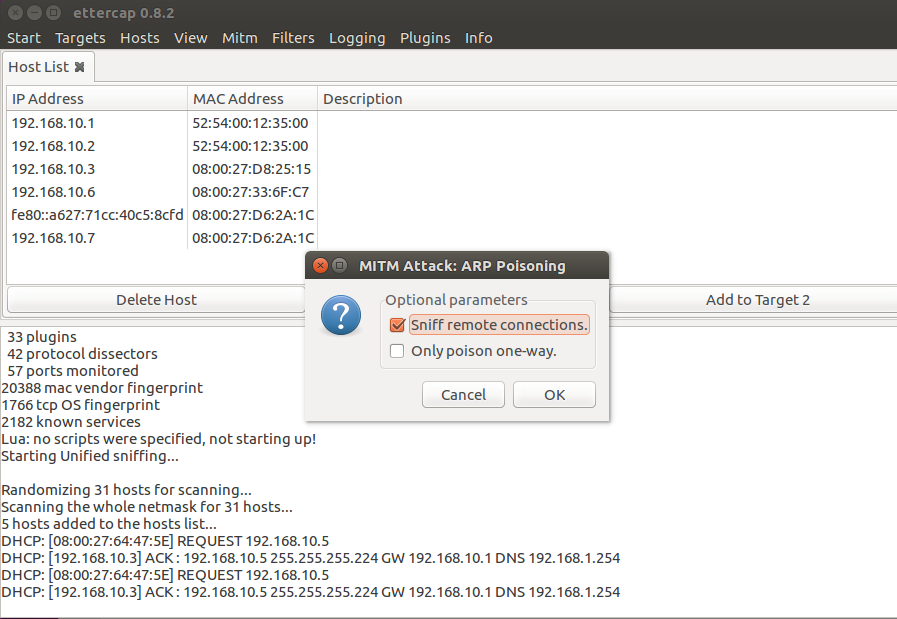 ettercap 0.8.2
Start Targets Hosts View Mitm Filters Logging Plugins Info
Host List
IP Address MAC Address Description
192.168.10.1 52:54:00:12:35:00
192.168.10.2 52:54:00:12:35:00
192.168.10.3 08:00:27:D8:25:15
192.168.10.6 08:00:27:33:6F:C7
fe80::a627:71cc:40c5:8cfd 08:00:27:D6:2A:1C
192.168.10.7 08:00:27:D6:2A:1C
MITM Attack: ARP Poisoning
Optional parameters
Sniff remote connections.
Only poison one-way.
Cancel OK
Delete Host Add to Target 2
33 plugins
42 protocol dissectors
57 ports monitored
20388 mac vendor fingerprint
1766 tcp OS fingerprint
2182 known services
Lua: no scripts were specified, not starting up!
Starting Unified sniffing...
Randomizing 31 hosts for scanning...
Scanning the whole netmask for 31 hosts...
5 hosts added to the hosts list...
DHCP: [08:00:27:64:47:5E] REQUEST 192.168.10.5
DHCP: [192.168.10.3] ACK : 192.168.10.5 255.255.255.224 GW 192.168.10.1 DNS 192.168.1.254
DHCP: [08:00:27:64:47:5E] REQUEST 192.168.10.5
DHCP: [192.168.10.3] ACK : 192.168.10.5 255.255.255.224 GW 192.168.10.1 DNS 192.168.1.254